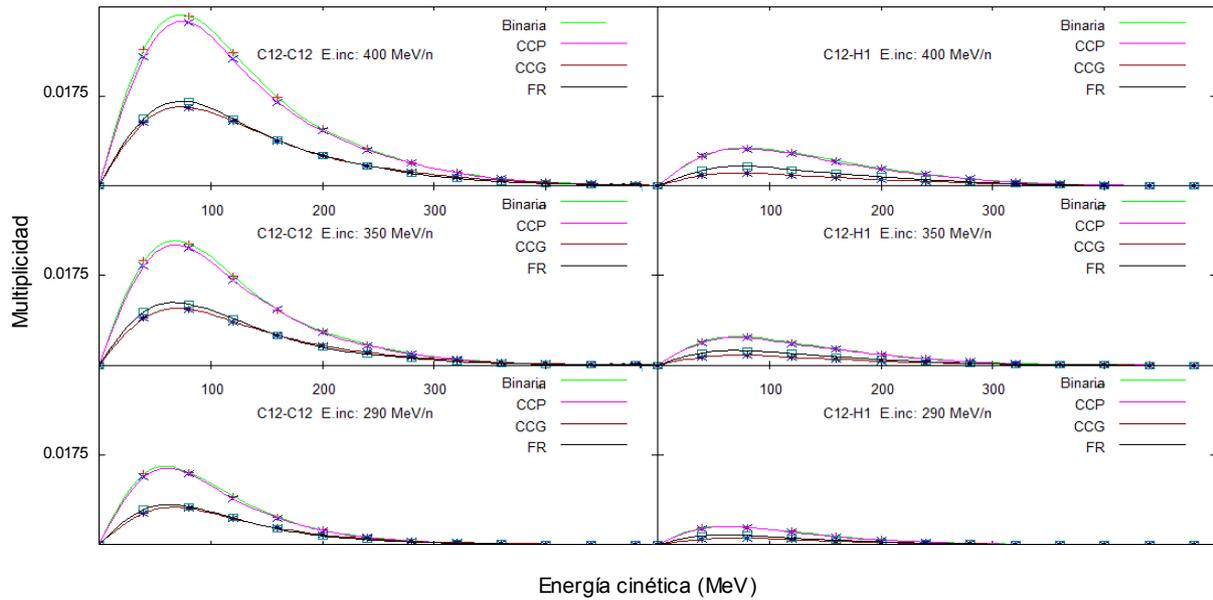 Binaria
C12-C12 E.inc: 400 MeV/n
CCP
CCG
FR
0.0175
Binaria
C12-H1 E.inc: 400 MeV/n
CCP
CCG
FR
100
200
300
100
200
300
Binaria
C12-C12 E.inc: 350 MeV/n
CCP
CCG
FR
0.0175
Binaria
C12-H1 E.inc: 350 MeV/n
CCP
CCG
FR
100
200
300
100
200
300
Binaria
C12-C12 E.inc: 290 MeV/n
CCP
CCG
FR
0.0175
Binaria
C12-H1 E.inc: 290 MeV/n
CCP
CCG
FR
Multiplicidad
Energía cinética (MeV)